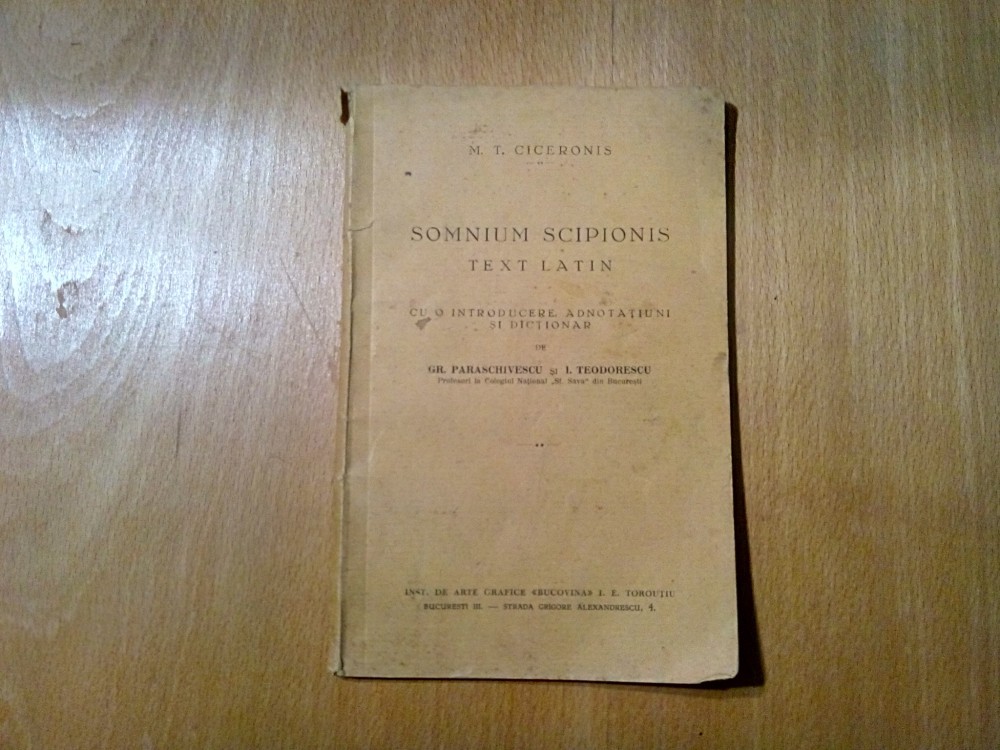 M. T. CICERONIS
SOMNIUM SCIPIONIS
TEXT LATIN
CU O INTRODUCERE, ADNOTAȚIUNI
ȘI DICȚIONAR
DE
GR. PARASCHIVESCU ȘI I. TEODORESCU
Profesori la Colegiul Național „Sf. Sava" din București
INST. DE ARTE GRAFICE «BUCOVINA» I. E. TOROUȚIU
BUCUREȘTI III. — STRADA GRIGORE ALEXANDRESCU, 4.